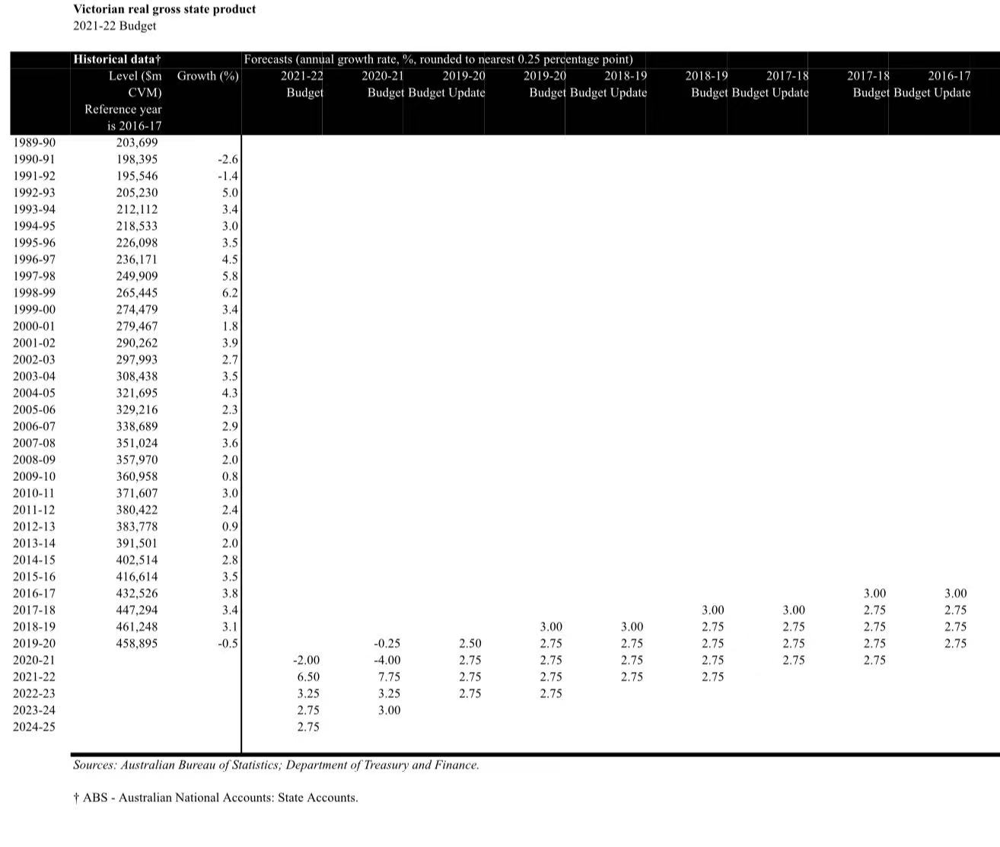 Victorian real gross state product
2021-22 Budget
Historical data† Forecasts (annual growth rate, %, rounded to nearest 0.25 percentage point)
Level ($m Growth (%) 2021-22 2020-21 2019-20 2019-20 2018-19 2018-19 2017-18 2017-18 2016-17
CVM) Budget Budget Budget Update Budget Budget Update Budget Budget Update Budget Budget Update
Reference year
is 2016-17
1989-90 203,699
1990-91 198,395 -2.6
1991-92 195,546 -1.4
1992-93 205,230 5.0
1993-94 212,112 3.4
1994-95 218,533 3.0
1995-96 226,098 3.5
1996-97 236,171 4.5
1997-98 249,909 5.8
1998-99 265,445 6.2
1999-00 274,479 3.4
2000-01 279,467 1.8
2001-02 290,262 3.9
2002-03 297,993 2.7
2003-04 308,438 3.5
2004-05 321,695 4.3
2005-06 329,216 2.3
2006-07 338,689 2.9
2007-08 351,024 3.6
2008-09 357,970 2.0
2009-10 360,958 0.8
2010-11 371,607 3.0
2011-12 380,422 2.4
2012-13 383,778 0.9
2013-14 391,501 2.0
2014-15 402,514 2.8
2015-16 416,614 3.5
2016-17 432,526 3.8 3.00 3.00
2017-18 447,294 3.4 3.00 3.00 2.75 2.75
2018-19 461,248 3.1 3.00 3.00 2.75 2.75 2.75 2.75
2019-20 458,895 -0.5 -0.25 2.50 2.75 2.75 2.75 2.75 2.75 2.75
2020-21 -2.00 -4.00 2.75 2.75 2.75 2.75 2.75 2.75
2021-22 6.50 7.75 2.75 2.75 2.75 2.75
2022-23 3.25 3.25 2.75 2.75
2023-24 2.75 3.00
2024-25 2.75
Sources: Australian Bureau of Statistics; Department of Treasury and Finance.
† ABS - Australian National Accounts: State Accounts.